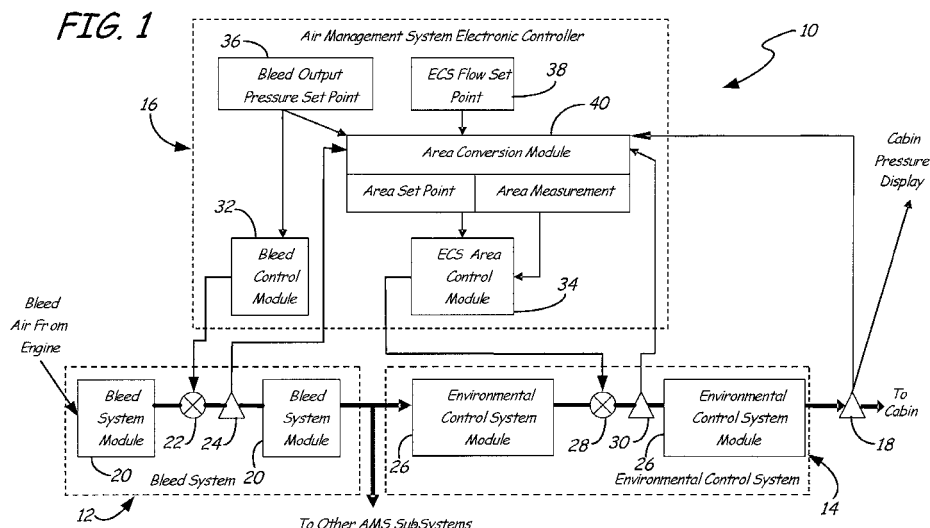 FIG. 1
Air Management System Electronic Controller
10
36
Bleed Output
Pressure Set Point
ECS Flow Set
Point
38
16
40
Area Conversion Module
Area Set Point
Area Measurement
Cabin
Pressure
Display
32
Bleed
Control
Module
ECS Area
Control
Module
34
Bleed
Air From
Engine
Bleed
System
Module
20
22
24
Bleed
System
Module
20
Bleed System
12
Environmental
Control System
Module
26
28
30
Environmental
Control System
Module
26
Environmental Control System
14
To
Cabin
18
To Other AMS SubSystems